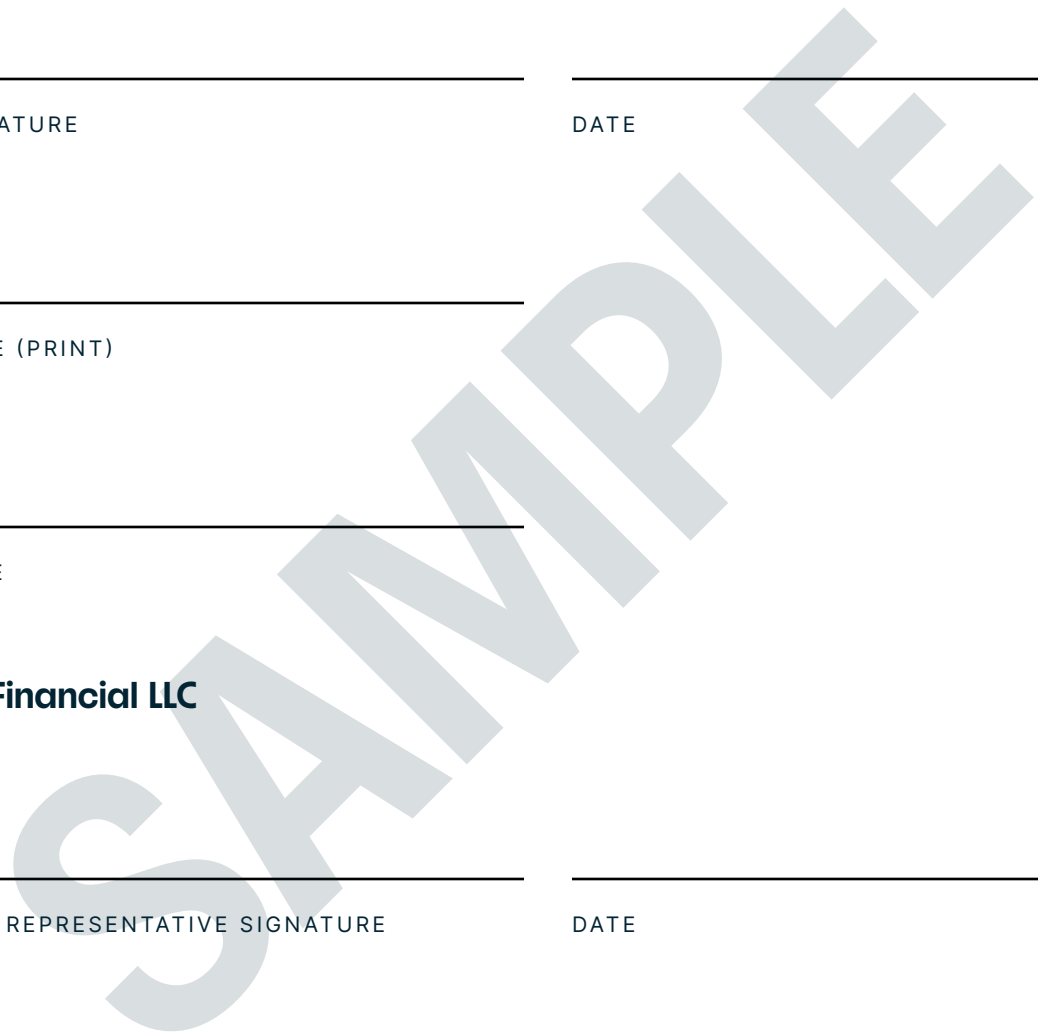 ATURE
DATE
E (PRINT)
E
Financial LLC
REPRESENTATIVE SIGNATURE
DATE
SAMPLE